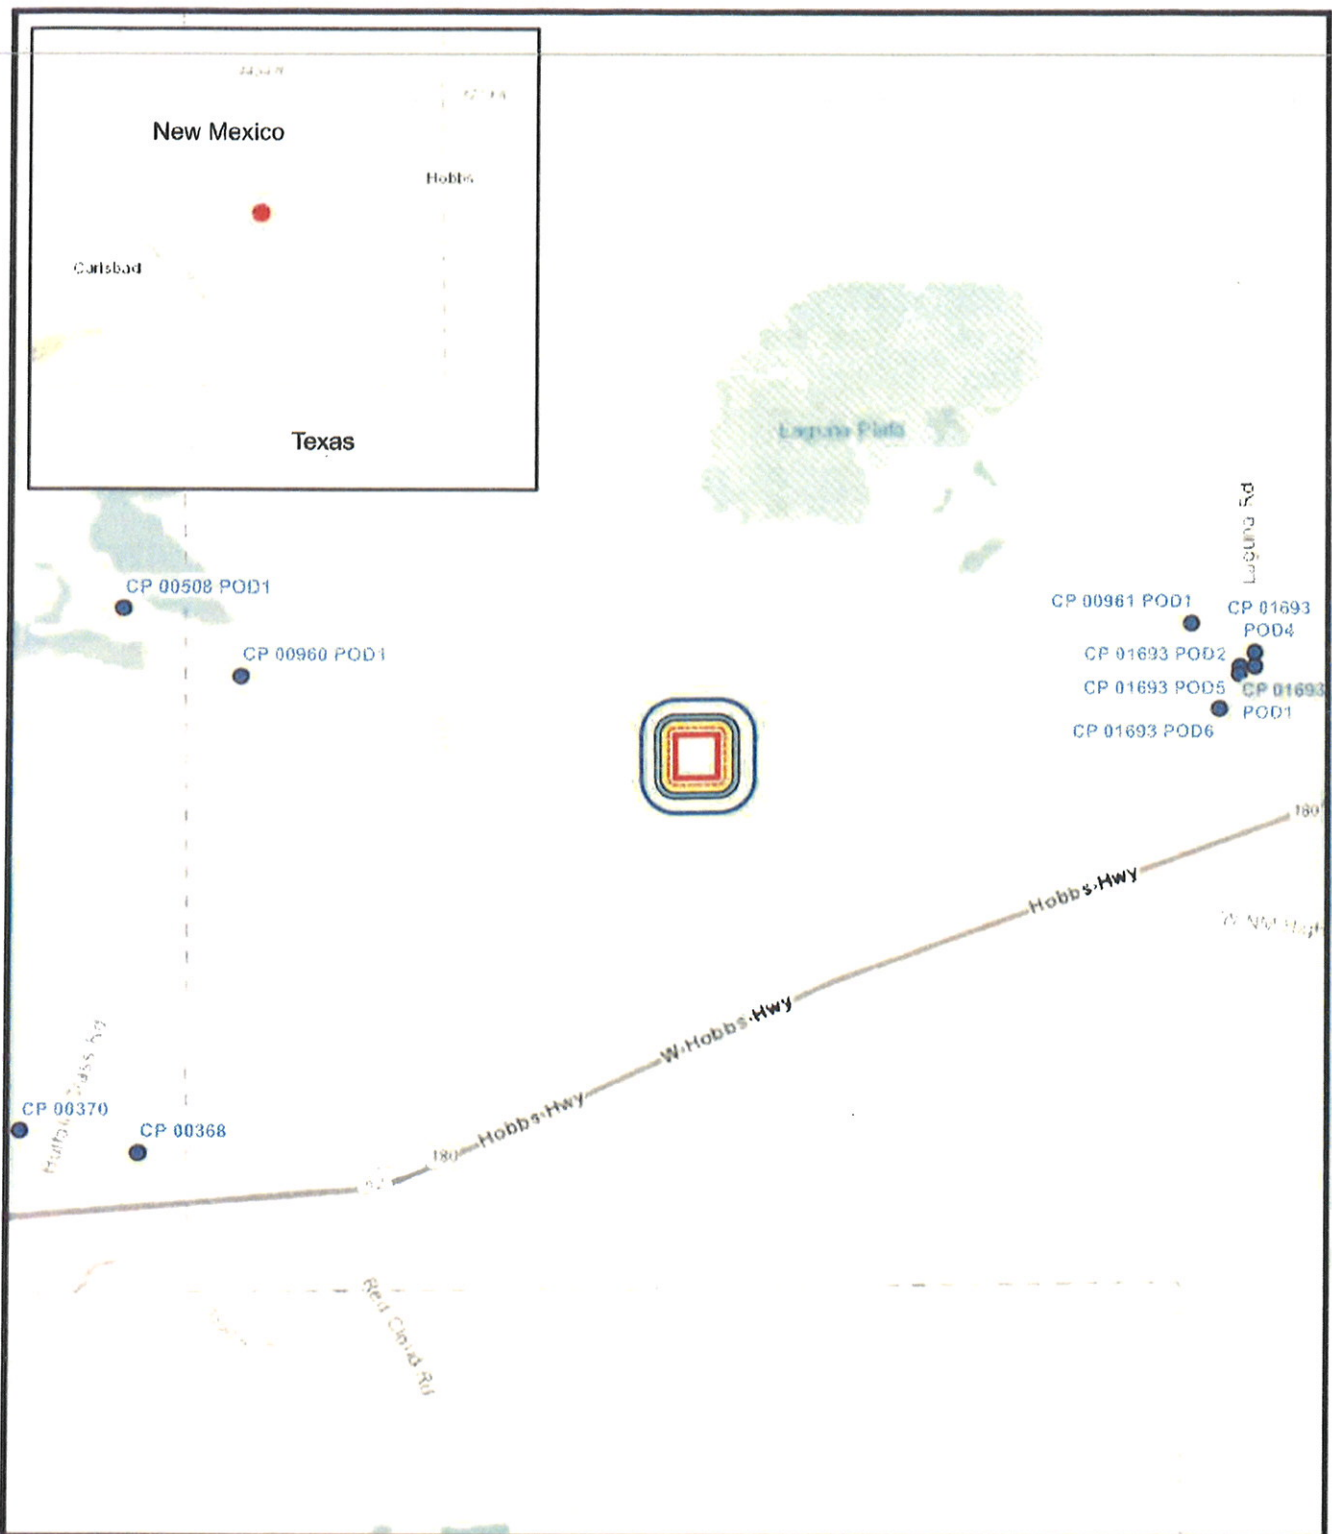 New Mexico
Hobbs
Carlsbad
Texas
Laguna Plata
Laguna Rd
CP 00508 POD1
CP 00960 POD1
CP 00961 POD1
CP 01693
POD4
CP 01693 POD2
CP 01693 POD5
CP 01693
POD1
CP 01693 POD6
180
Hobbs Hwy
W Hobbs Hwy
Hobbs Hwy
180
CP 00370
CP 00368
Red Cloud Rd